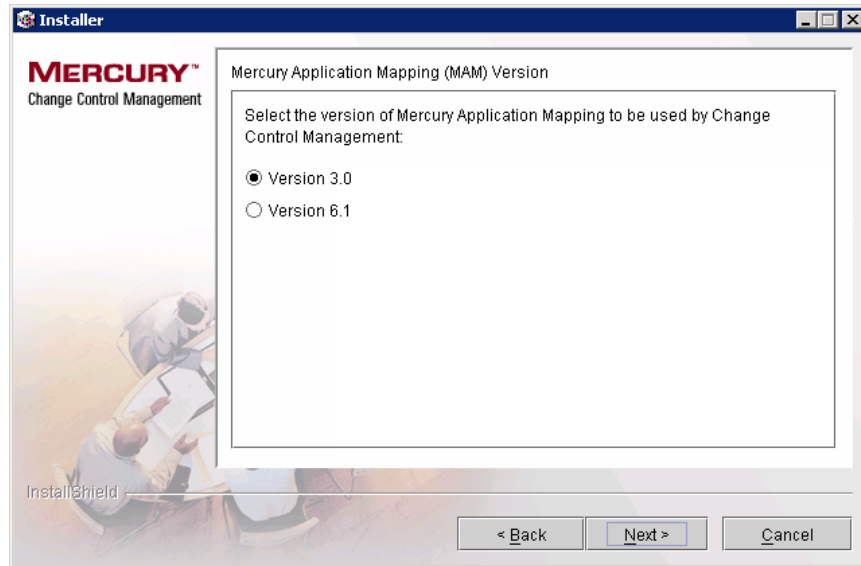 Installer
MERCURY™
Change Control Management
Mercury Application Mapping (MAM) Version
Select the version of Mercury Application Mapping to be used by Change
Control Management:
Version 3.0
Version 6.1
InstallShield
< Back
Next >
Cancel